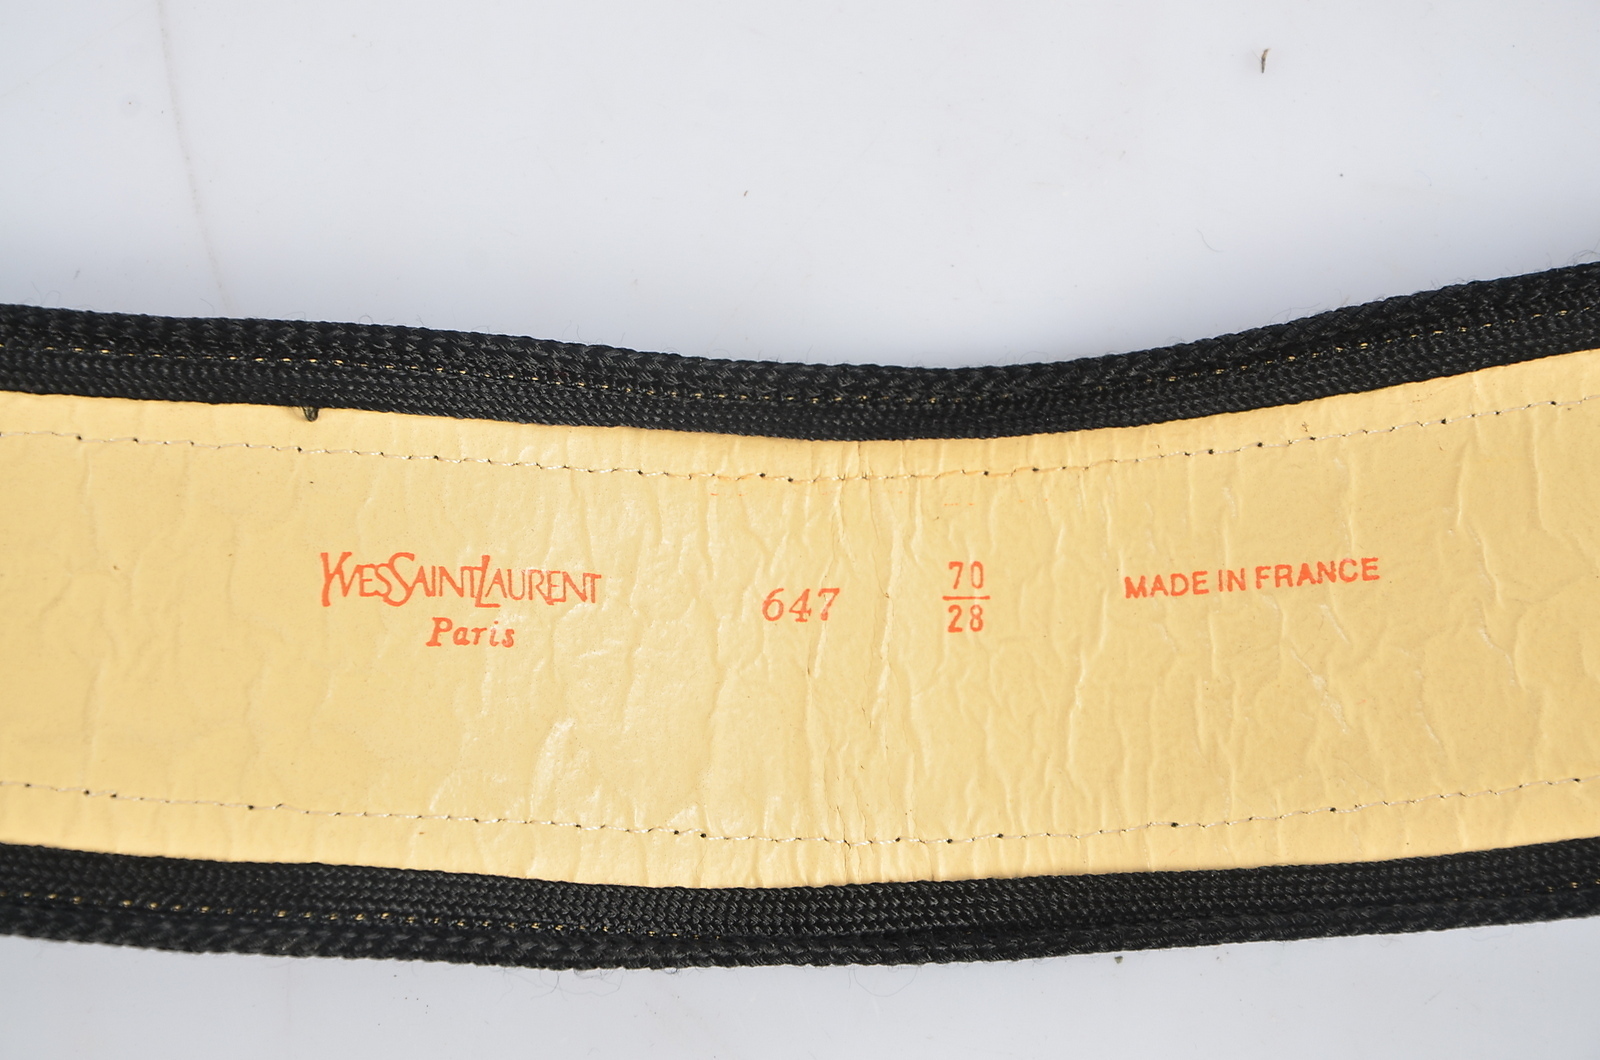 YVESSAINTLAURENT
Paris
647
70
28
MADE IN FRANCE